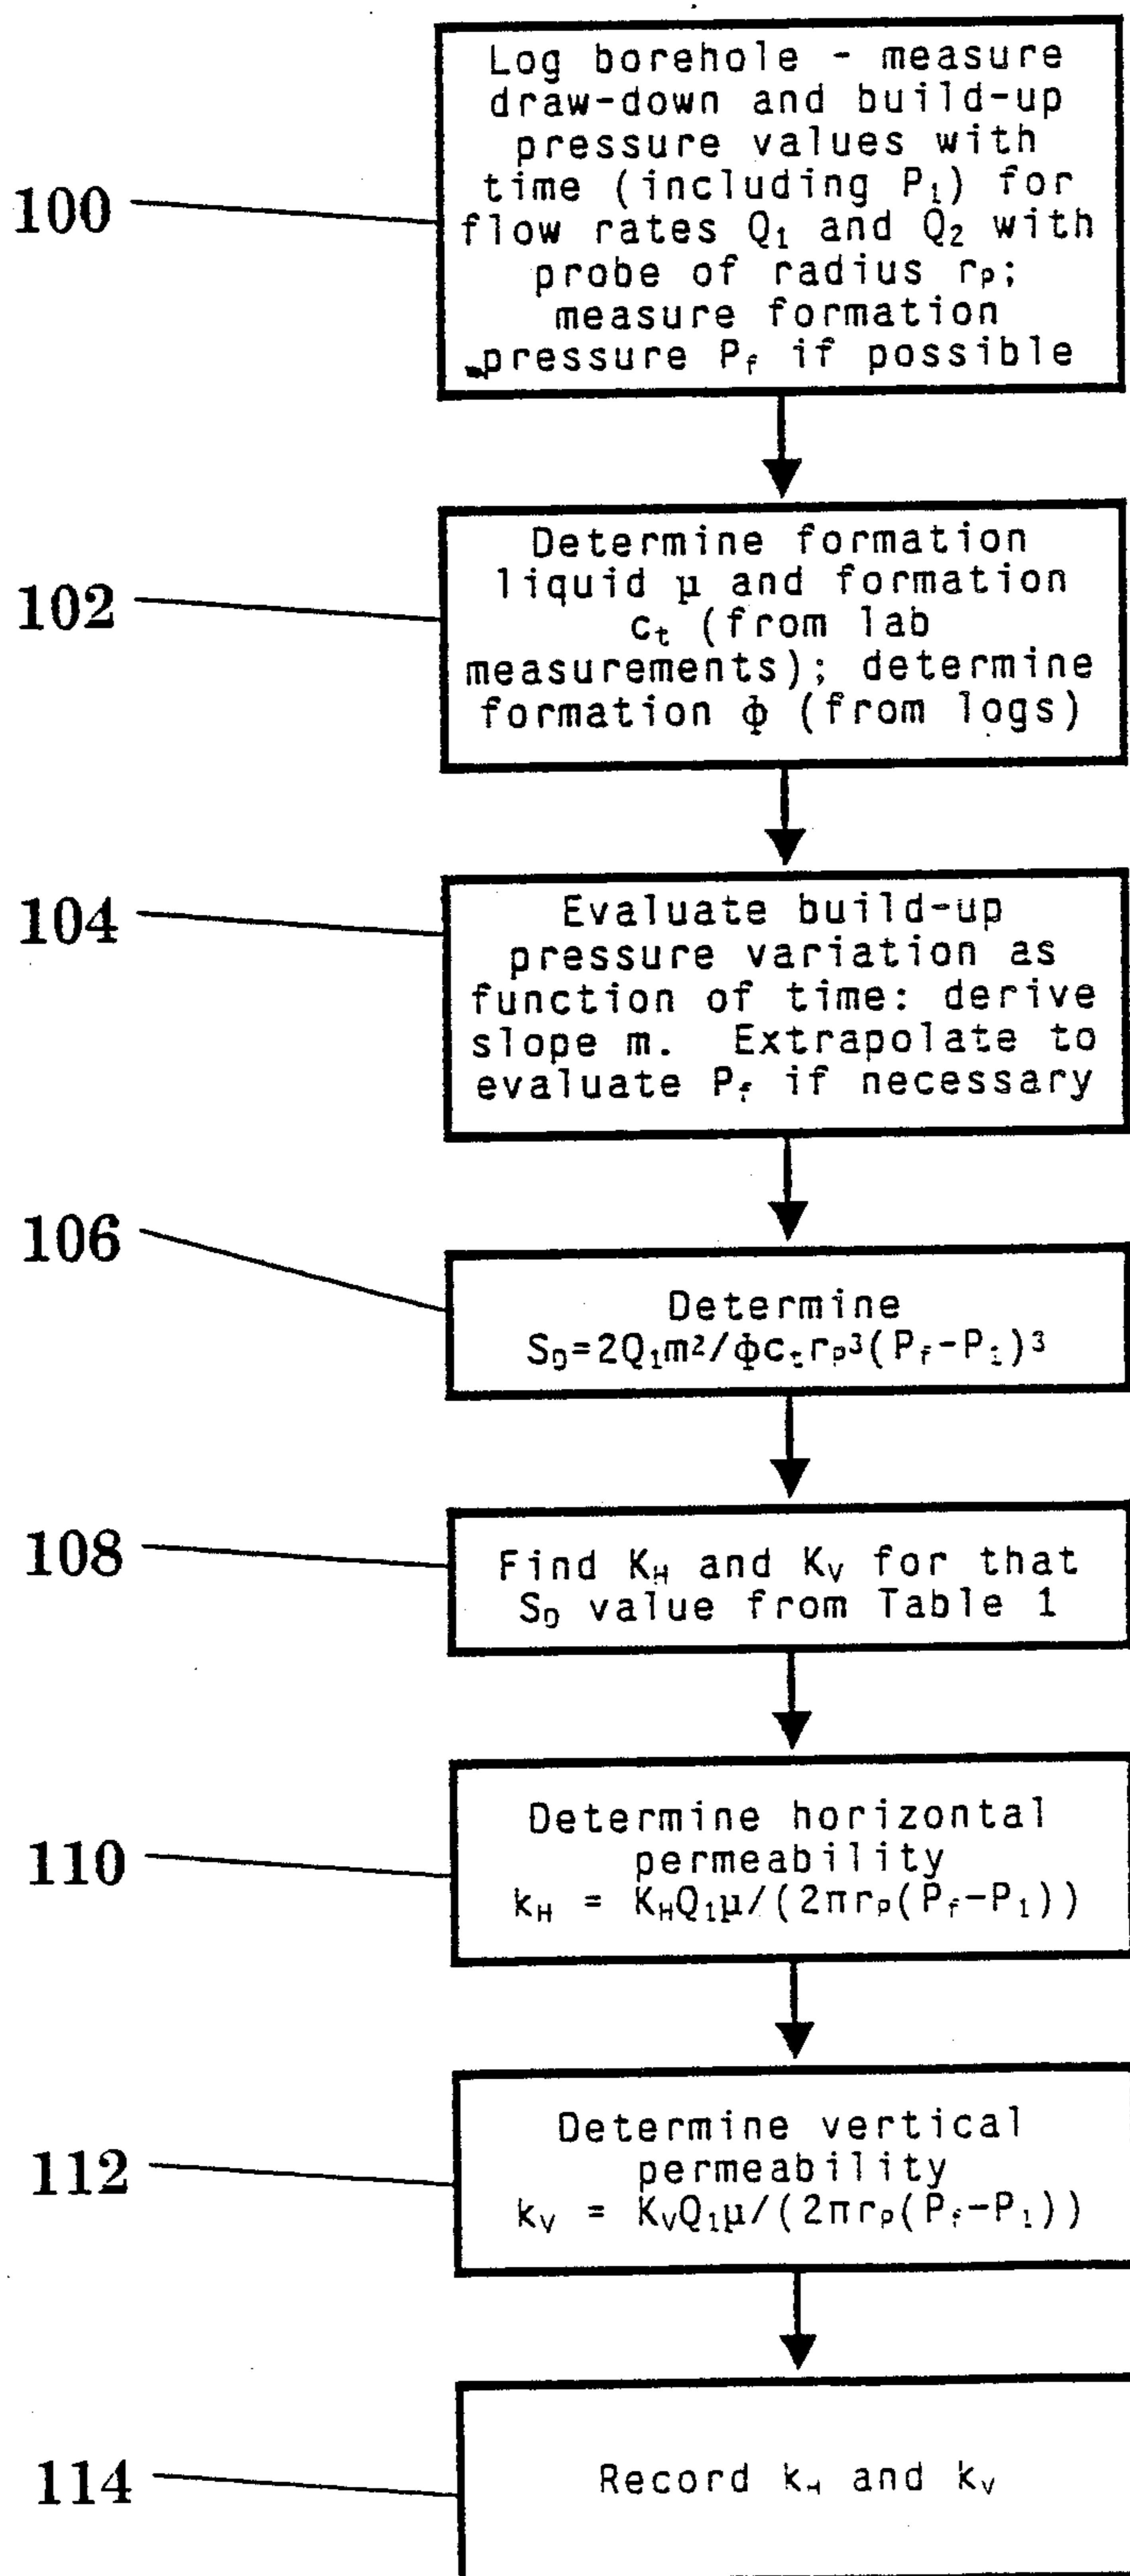 100
Log borehole - measure
draw-down and build-up
pressure values with
time (including P₁) for
flow rates Q₁ and Q₂ with
probe of radius rₚ;
measure formation
pressure P_f if possible
102
Determine formation
liquid μ and formation
c_t (from lab
measurements); determine
formation Φ (from logs)
104
Evaluate build-up
pressure variation as
function of time: derive
slope m. Extrapolate to
evaluate P_f if necessary
106
Determine
S_D=2Q₁m²/Φc_t rₚ³(P_f-P₁)³
108
Find K_H and K_V for that
S_D value from Table 1
110
Determine horizontal
permeability
k_H = K_HQ₁μ/(2πrₚ(P_f-P₁))
112
Determine vertical
permeability
k_V = K_VQ₁μ/(2πrₚ(P_f-P₁))
114
Record k_H and k_V